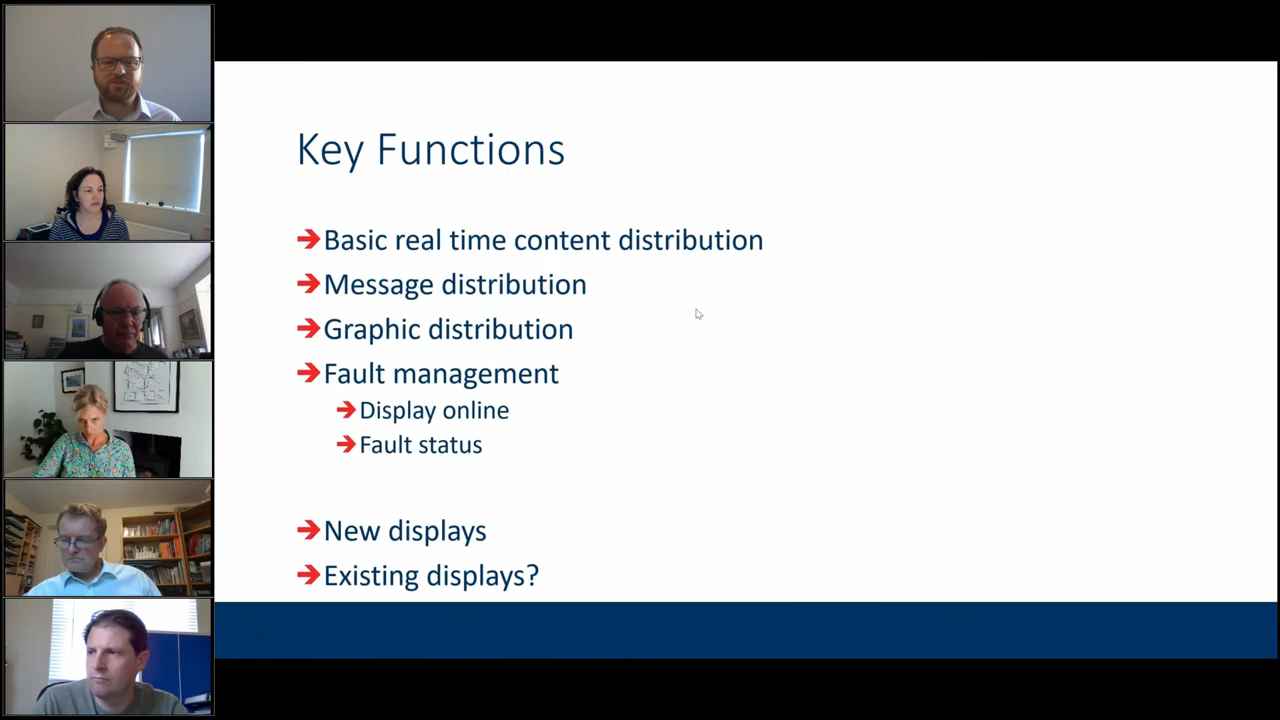 Key Functions
Basic real time content distribution
Message distribution
Graphic distribution
Fault management
Display online
Fault status
New displays
Existing displays?